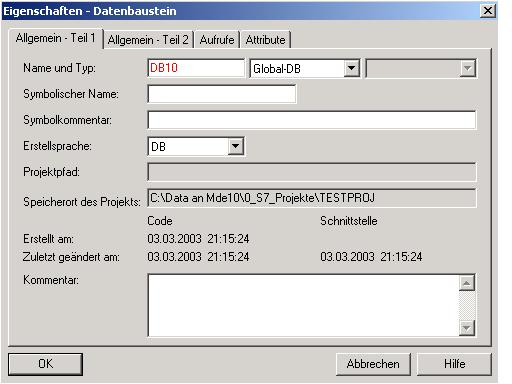 Eigenschaften - Datenbaustein
Allgemein - Teil 1 Allgemein - Teil 2 Aufrufe Attribute
Name und Typ: DB10 Global-DB
Symbolischer Name:
Symbolkommentar:
Erstellsprache: DB
Projektpfad:
Speicherort des Projekts: C:\Data an Mde10\0_S7_Projekte\TESTPROJ
Code Schnittstelle
Erstellt am: 03.03.2003 21:15:24
Zuletzt geändert am: 03.03.2003 21:15:24 03.03.2003 21:15:24
Kommentar:
OK Abbrechen Hilfe